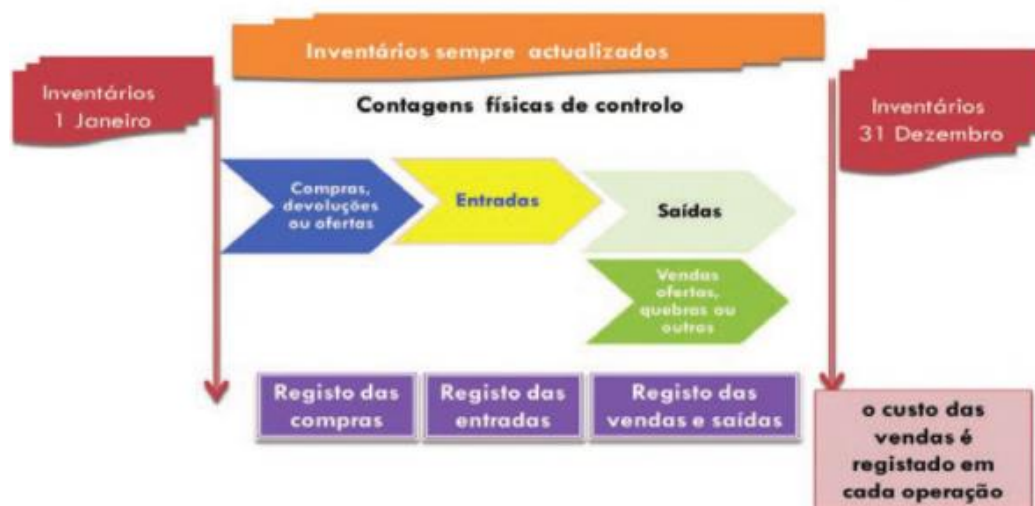 Inventários sempre actualizados
Inventários
1 Janeiro
Contagens físicas de controlo
Inventários
31 Dezembro
Compras,
devoluções
ou ofertas
Entradas
Saídas
Vendas
ofertas,
quebras ou
outras
Registo das
compras
Registo das
entradas
Registo das
vendas e saídas
o custo das
vendas é
registado em
cada operação